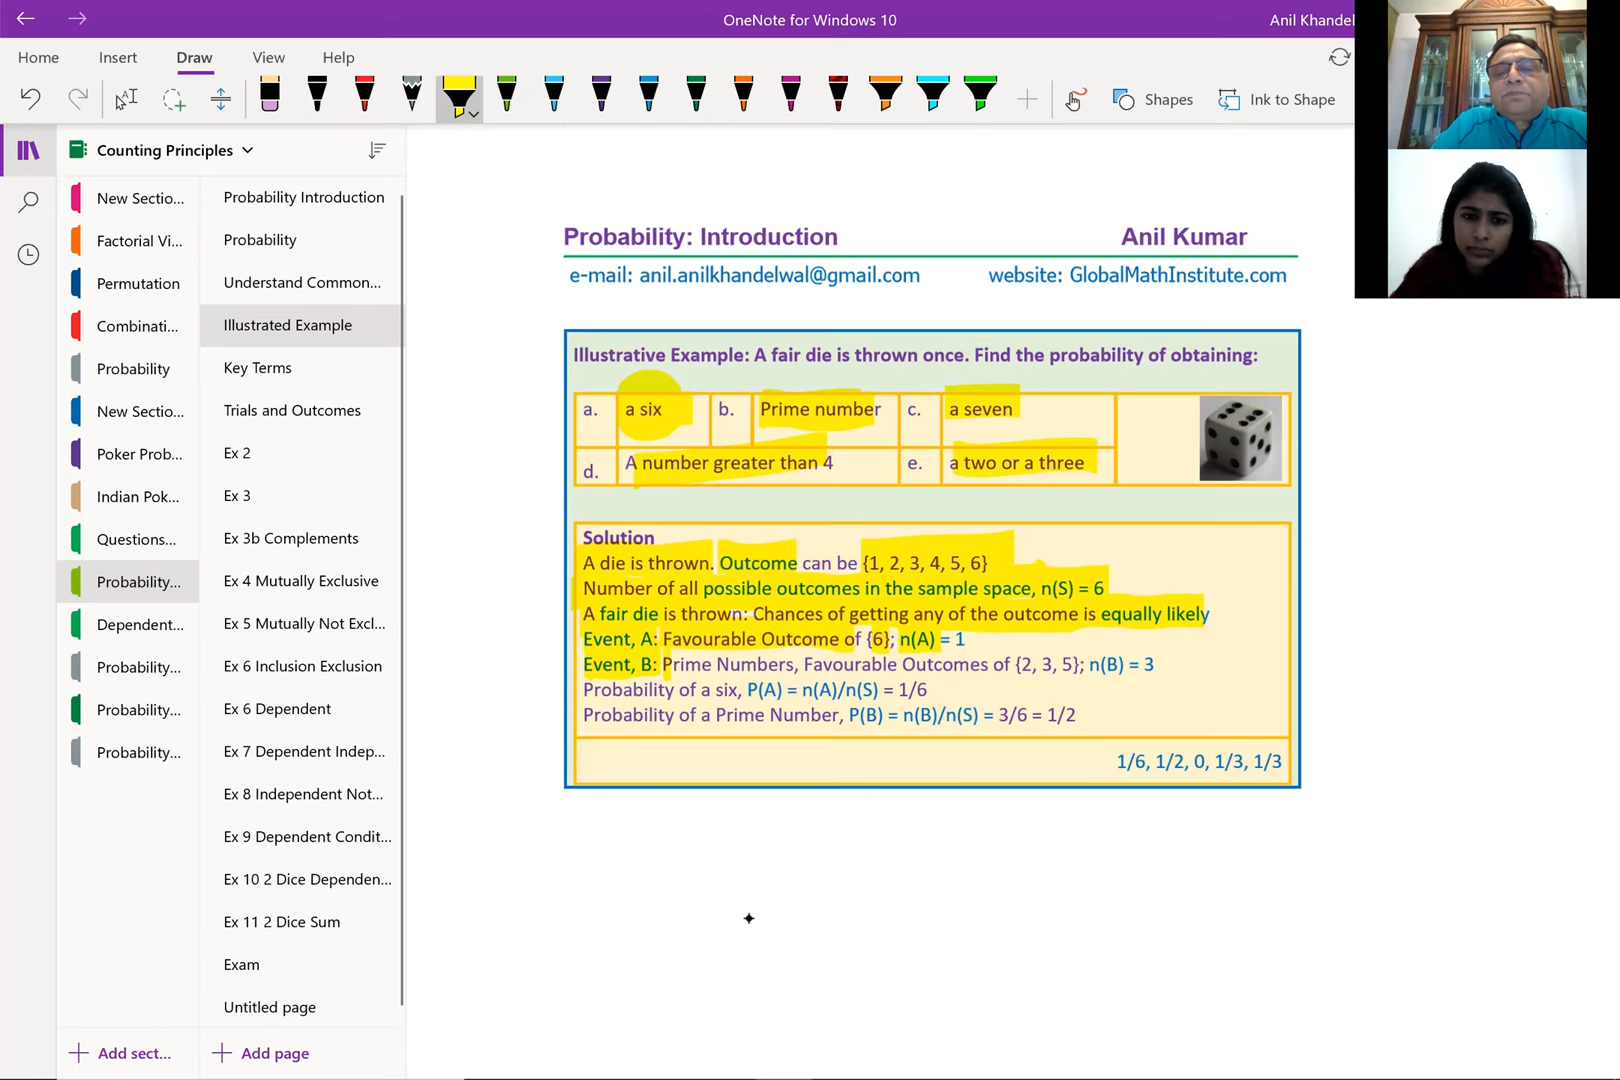 OneNote for Windows 10
Anil Khandel
Home Insert Draw View Help
Shapes Ink to Shape
Counting Principles
New Sectio...
Factorial Vi...
Permutation
Combinati...
Probability
New Sectio...
Poker Prob...
Indian Pok...
Questions...
Probability...
Dependent...
Probability...
Probability...
Probability...
Add sect...
Probability Introduction
Probability
Understand Common...
Illustrated Example
Key Terms
Trials and Outcomes
Ex 2
Ex 3
Ex 3b Complements
Ex 4 Mutually Exclusive
Ex 5 Mutually Not Excl...
Ex 6 Inclusion Exclusion
Ex 6 Dependent
Ex 7 Dependent Indep...
Ex 8 Independent Not...
Ex 9 Dependent Condit...
Ex 10 2 Dice Dependen...
Ex 11 2 Dice Sum
Exam
Untitled page
Add page
Probability: Introduction Anil Kumar
e-mail: anil.anilkhandelwal@gmail.com website: GlobalMathInstitute.com
Illustrative Example: A fair die is thrown once. Find the probability of obtaining:
a. a six b. Prime number c. a seven
d. A number greater than 4 e. a two or a three
Solution
A die is thrown. Outcome can be {1, 2, 3, 4, 5, 6}
Number of all possible outcomes in the sample space, n(S) = 6
A fair die is thrown: Chances of getting any of the outcome is equally likely
Event, A: Favourable Outcome of {6}; n(A) = 1
Event, B: Prime Numbers, Favourable Outcomes of {2, 3, 5}; n(B) = 3
Probability of a six, P(A) = n(A)/n(S) = 1/6
Probability of a Prime Number, P(B) = n(B)/n(S) = 3/6 = 1/2
1/6, 1/2, 0, 1/3, 1/3